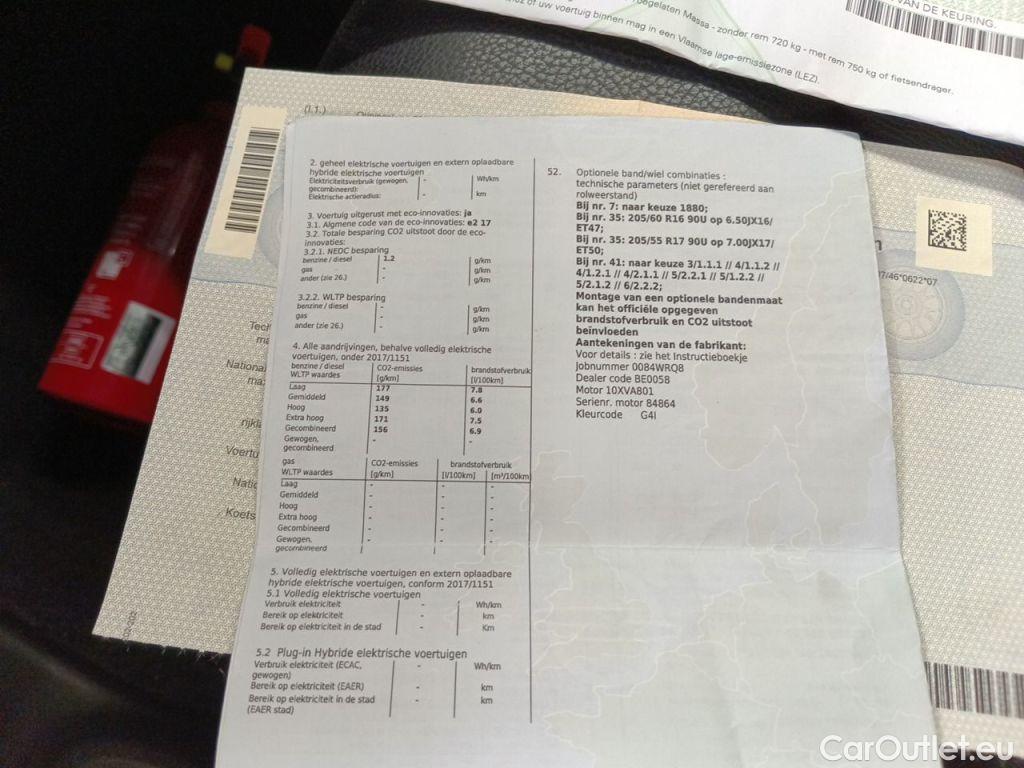 toegelaten Massa - zonder rem 720 kg - met rem 750 kg of fietsendrager.
of uw voertuig binnen mag in een Vlaamse lage-emissiezone (LEZ).
VAN DE KEURING.
(I.1.)
2. geheel elektrische voertuigen en extern oplaadbare
hybride elektrische voertuigen
Elektriciteitsverbruik (gewogen, - Wh/km
gecombineerd):
Elektrische actieradius: - km
3. Voertuig uitgerust met eco-innovaties: ja
3.1. Algmene code van de eco-innovaties: e2 17
3.2. Totale besparing CO2 uitstoot door de eco-
innovaties:
3.2.1. NEDC besparing
benzine / diesel 1.2 g/km
gas - g/km
ander (zie 26.) - g/km
3.2.2. WLTP besparing
benzine / diesel - g/km
gas - g/km
ander (zie 26.) - g/km
4. Alle aandrijvingen, behalve volledig elektrische
voertuigen, onder 2017/1151
benzine / diesel CO2-emissies brandstofverbruik
WLTP waardes [g/km] [l/100km]
Laag 177 7.8
Gemiddeld 149 6.6
Hoog 135 6.0
Extra hoog 171 7.5
Gecombineerd 156 6.9
Gewogen, - -
gecombineerd
gas CO2-emissies brandstofverbruik
WLTP waardes [g/km] [l/100km] [m³/100km]
Laag - - -
Gemiddeld - - -
Hoog - - -
Extra hoog - - -
Gecombineerd - - -
Gewogen, - - -
gecombineerd
5. Volledig elektrische voertuigen en extern oplaadbare
hybride elektrische voertuigen, conform 2017/1151
5.1 Volledig elektrische voertuigen
Verbruik elektriciteit - Wh/km
Bereik op elektriciteit - km
Bereik op elektriciteit in de stad - Km
5.2 Plug-in Hybride elektrische voertuigen
Verbruik elektriciteit (ECAC, - Wh/km
gewogen)
Bereik op elektriciteit (EAER) - km
Bereik op elektriciteit in de stad - km
(EAER stad)
52. Optionele band/wiel combinaties :
technische parameters (niet gerefereerd aan
rolweerstand)
Bij nr. 7: naar keuze 1880;
Bij nr. 35: 205/60 R16 90U op 6.50JX16/
ET47;
Bij nr. 35: 205/55 R17 90U op 7.00JX17/
ET50;
Bij nr. 41: naar keuze 3/1.1.1 // 4/1.1.2 //
4/1.2.1 // 4/2.1.1 // 5/2.2.1 // 5/1.2.2 //
5/2.1.2 // 6/2.2.2;
Montage van een optionele bandenmaat
kan het officiële opgegeven
brandstofverbruik en CO2 uitstoot
beïnvloeden
Aantekeningen van de fabrikant:
Voor details : zie het Instructieboekje
Jobnummer 0084WRQ8
Dealer code BE0058
Motor 10XVA801
Serienr. motor 84864
Kleurcode G4I
7/46*0622*07
Tech
Nationa
rijkla
Voertu
Natio
Koets
CarOutlet.eu